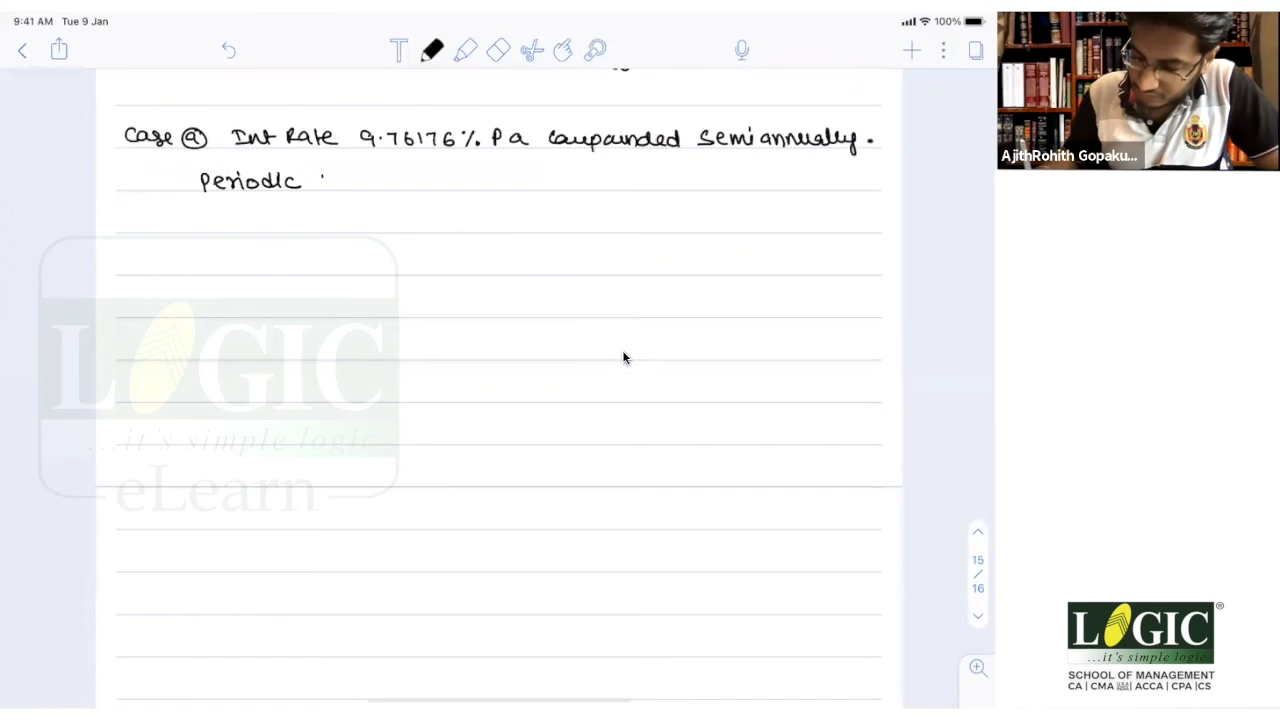 9:41 AM Tue 9 Jan
100%
T
Case a Int Rate 9.76176% Pa Compounded Semiannually.
Periodic
LOGIC
...it's simple logic
eLearn
15
/
16
AjithRohith Gopaku...
LOGIC®
...it's simple logic
SCHOOL OF MANAGEMENT
CA | CMA | ACCA | CPA | CS